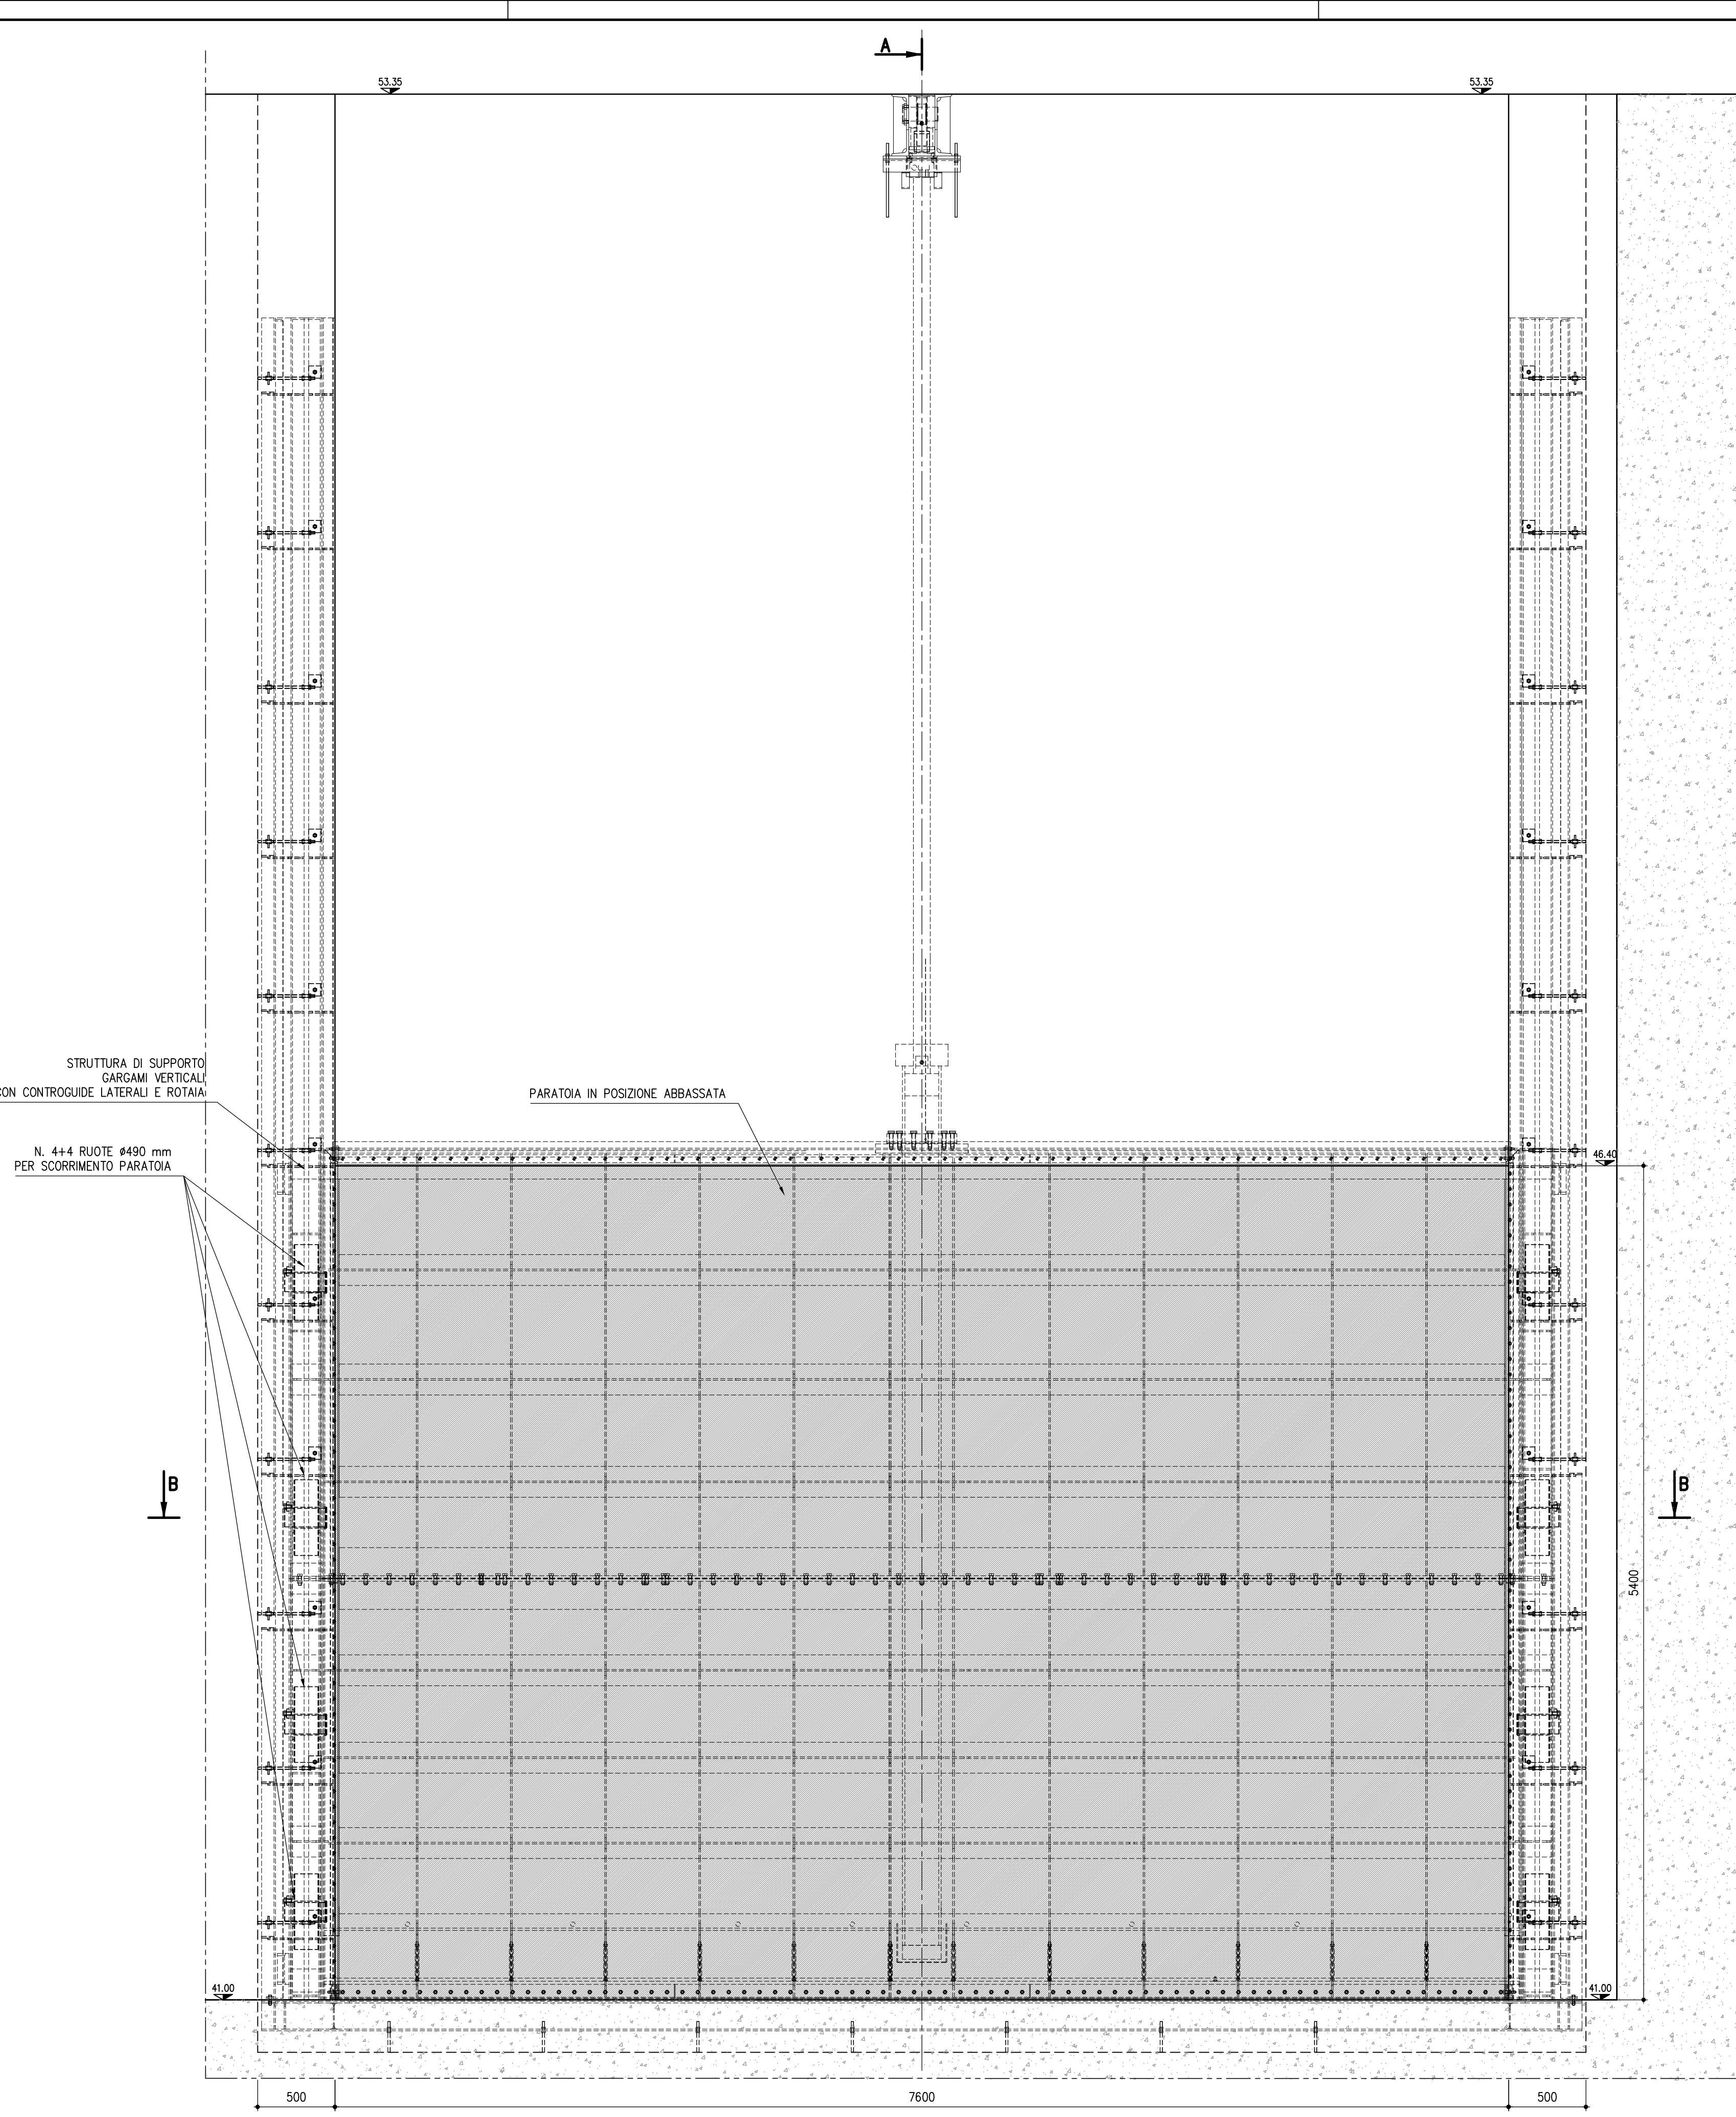 A
53.35
53.35
STRUTTURA DI SUPPORTO
GARGAMI VERTICALI
CON CONTROGUIDE LATERALI E ROTAIA
PARATOIA IN POSIZIONE ABBASSATA
N. 4+4 RUOTE ø490 mm
PER SCORRIMENTO PARATOIA
46.40
B
B
5400
41.00
41.00
500
7600
500